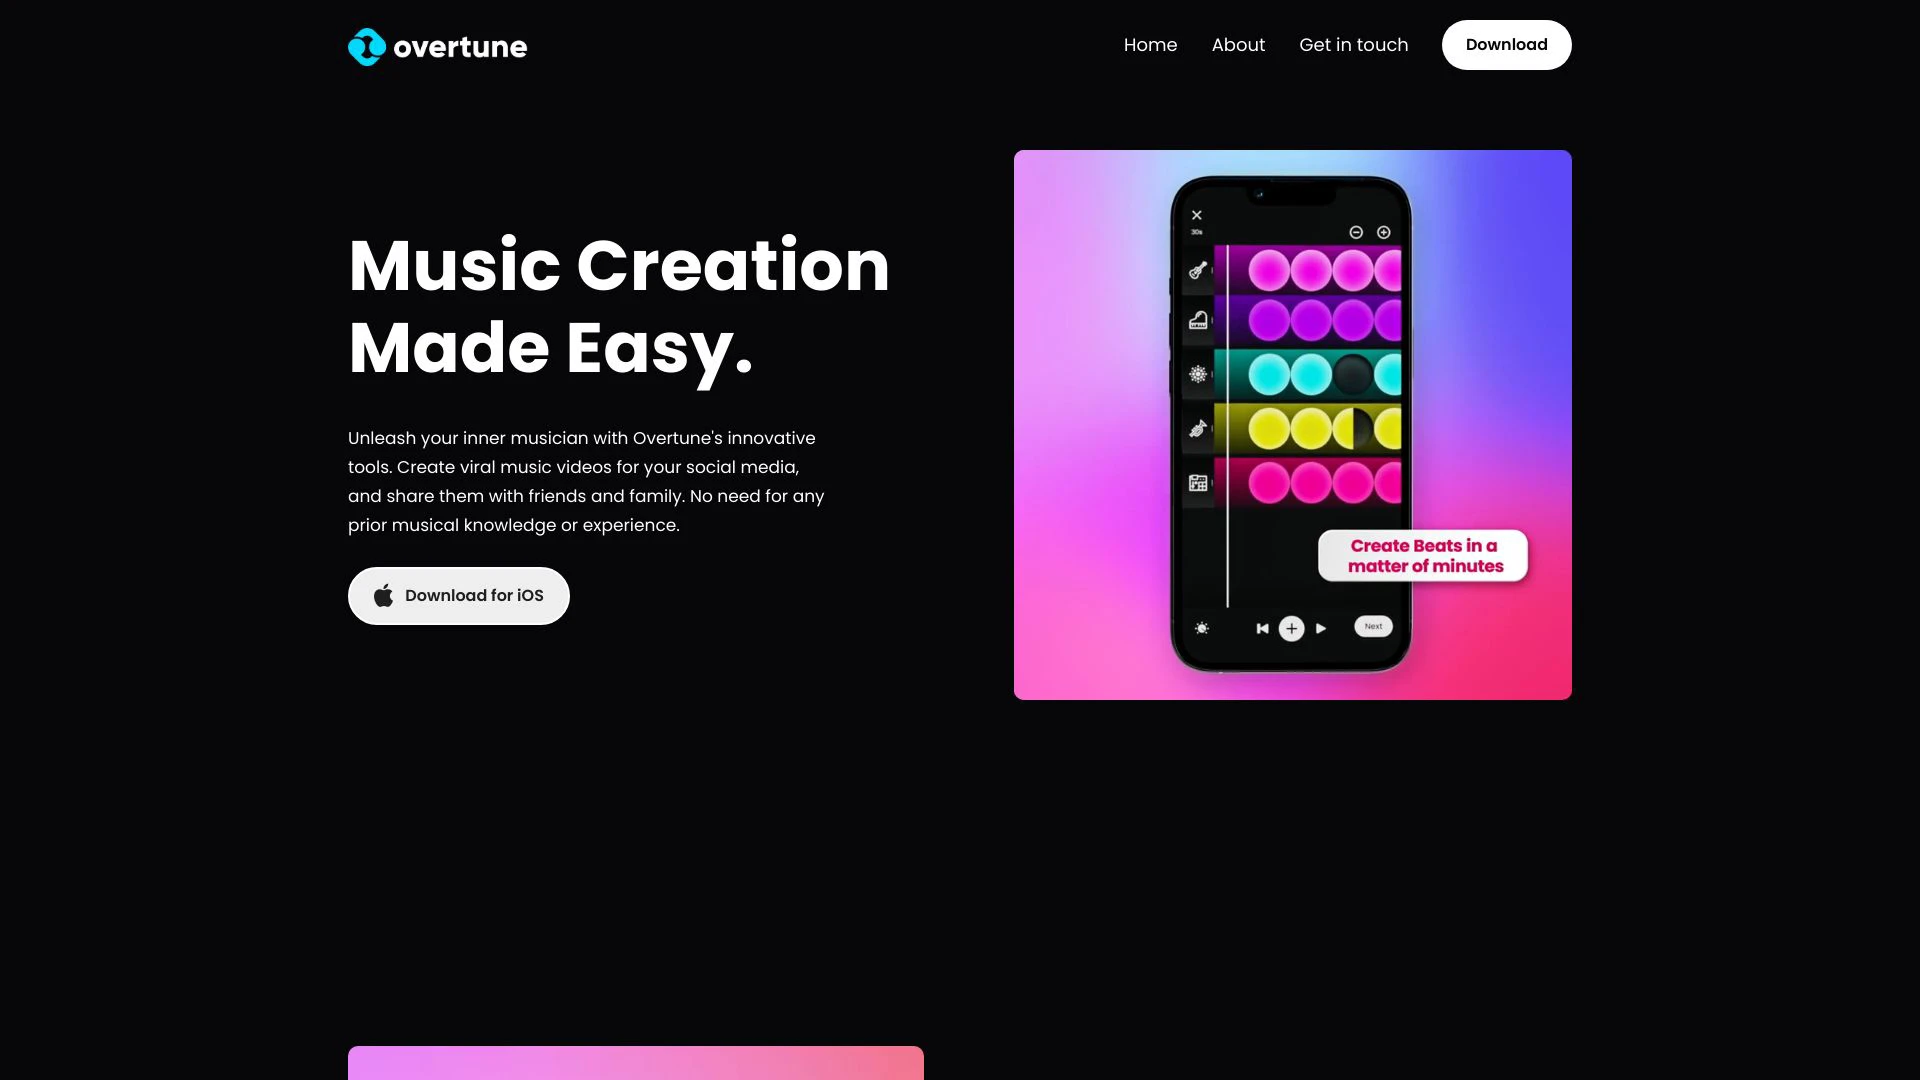 overtune
Home
About
Get in touch
Download
Music Creation
Made Easy.
Unleash your inner musician with Overtune's innovative
tools. Create viral music videos for your social media,
and share them with friends and family. No need for any
prior musical knowledge or experience.
Download for iOS
30s
Create Beats in a
matter of minutes
Next